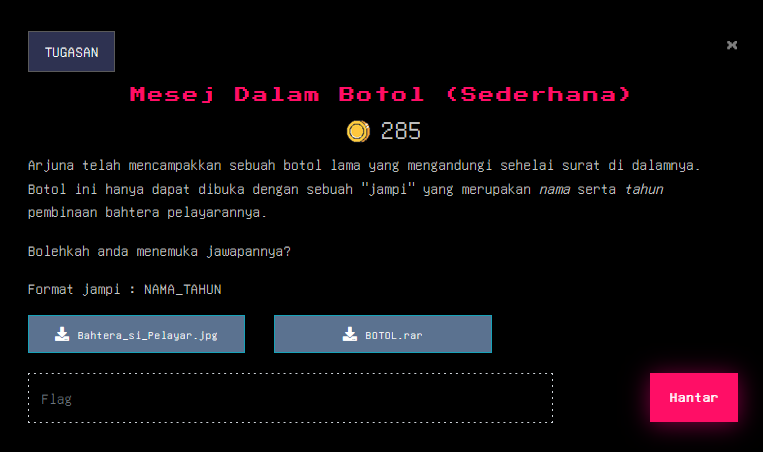 TUGASAN
×
Mesej Dalam Botol (Sederhana)
285
Arjuna telah mencampakkan sebuah botol lama yang mengandungi sehelai surat di dalamnya.
Botol ini hanya dapat dibuka dengan sebuah "jampi" yang merupakan nama serta tahun
pembinaan bahtera pelayarannya.
Bolehkah anda menemuka jawapannya?
Format jampi : NAMA_TAHUN
Bahtera_si_Pelayar.jpg
BOTOL.rar
Flag
Hantar